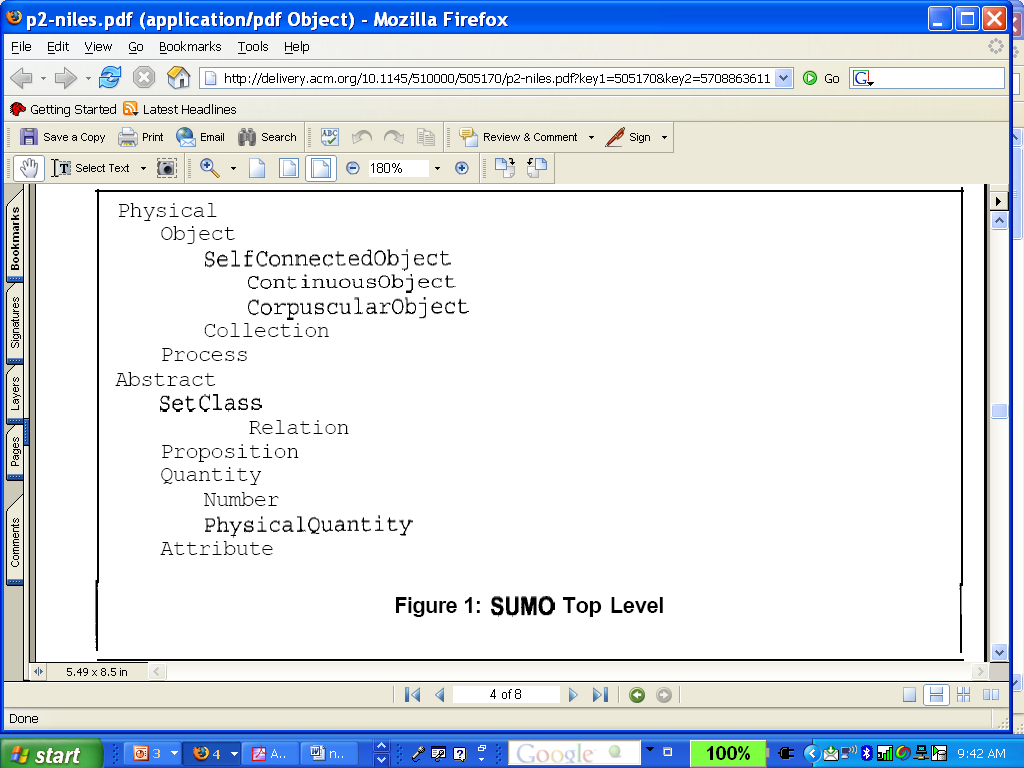 p2-niles.pdf (application/pdf Object) - Mozilla Firefox
File Edit View Go Bookmarks Tools Help
http://delivery.acm.org/10.1145/510000/505170/p2-niles.pdf?key1=505170&key2=5708863611 Go G
Getting Started Latest Headlines
Save a Copy Print Email Search Review & Comment Sign
Select Text 180%
Bookmarks
Signatures
Layers
Pages
Comments
Physical
Object
SelfConnectedObject
ContinuousObject
CorpuscularObject
Collection
Process
Abstract
SetClass
Relation
Proposition
Quantity
Number
PhysicalQuantity
Attribute
Figure 1: SUMO Top Level
5.49 x 8.5 in
4 of 8
Done
start 3 4 A.. n.. Google 100% 9:42 AM